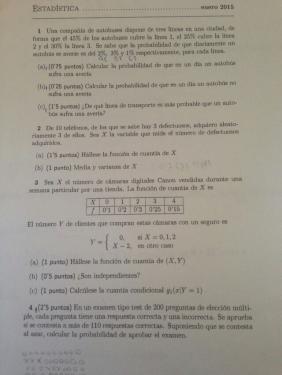 ESTADÍSTICA enero 2015
1 Una compañía de autobuses dispone de tres líneas en una ciudad, de
forma que el 45% de los autobuses cubre la línea 1, el 25% cubre la línea
2 y el 30% la línea 3. Se sabe que la probabilidad de que diariamente un
autobús se averíe es del 2%, 3% y 1% respectivamente, para cada línea.
(a) (0'75 puntos) Calcular la probabilidad de que en un día un autobús
sufra una avería
(b) (0'75 puntos) Calcular la probabilidad de que en un día un autobús no
sufra una avería
(c) (1'5 puntos) ¿De qué línea de transporte es más probable que un auto-
bús sufra una avería?
2 De 10 teléfonos, de los que se sabe hay 3 defectuosos, adquiero aleato-
riamente 3 de ellos. Sea X la variable que mide el número de defectuosos
adquiridos.
(a) (1'5 puntos) Hállese la función de cuantía de X
(b) (1 punto) Media y varianza de X
3 Sea X el número de cámaras digitales Canon vendidas durante una
semana particular por una tienda. La función de cuantía de X es
X 0 1 2 3 4
f 0'1 0'2 0'3 0'25 0'15
El número Y de clientes que compran estas cámaras con un seguro es
Y = { 0, si X = 0, 1, 2
X − 2, en otro caso
(a) (1 punto) Hállese la función de cuantía de (X, Y)
(b) (1 punto) ¿Son independientes?
(c) (1 punto) Calcúlese la cuantía condicional g₁(x|Y = 1)
4 (2'5 puntos) En un examen tipo test de 200 preguntas de elección múlti-
ple, cada pregunta tiene una respuesta correcta y una incorrecta. Se aprueba
si se contesta a más de 110 respuestas correctas. Suponiendo que se contesta
al azar, calcular la probabilidad de aprobar el examen.